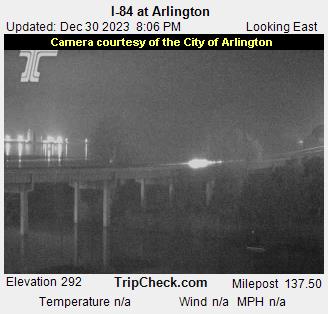 I-84 at Arlington
Updated: Dec 30 2023 8:06 PM Looking East
Camera courtesy of the City of Arlington
Elevation 292 TripCheck.com Milepost 137.50
Temperature n/a Wind n/a MPH n/a